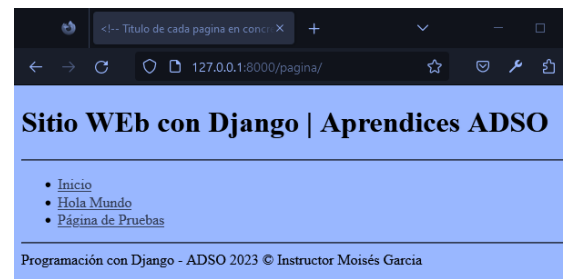 <!-- Titulo de cada pagina en concr
127.0.0.1:8000/pagina/
Sitio WEb con Django | Aprendices ADSO
Inicio
Hola Mundo
Página de Pruebas
Programación con Django - ADSO 2023 © Instructor Moisés Garcia